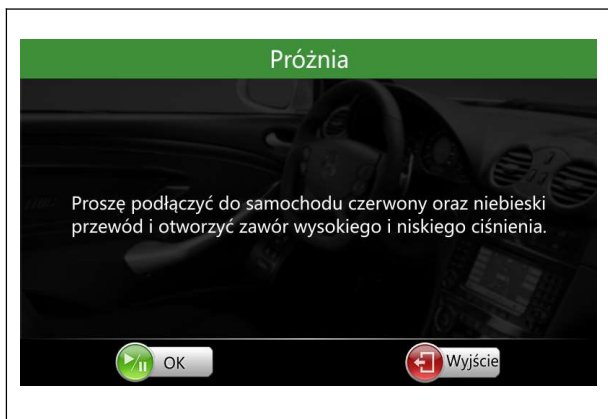 Próżnia
Proszę podłączyć do samochodu czerwony oraz niebieski
przewód i otworzyć zawór wysokiego i niskiego ciśnienia.
OK
Wyjście